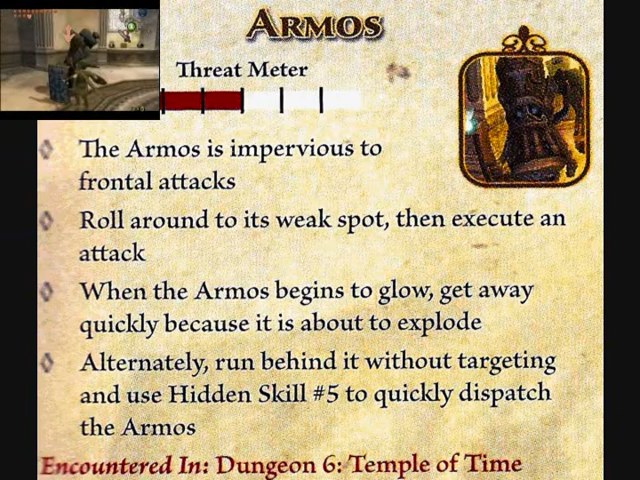 ARMOS
Threat Meter
The Armos is impervious to
frontal attacks
Roll around to its weak spot, then execute an
attack
When the Armos begins to glow, get away
quickly because it is about to explode
Alternately, run behind it without targeting
and use Hidden Skill #5 to quickly dispatch
the Armos
Encountered In: Dungeon 6: Temple of Time